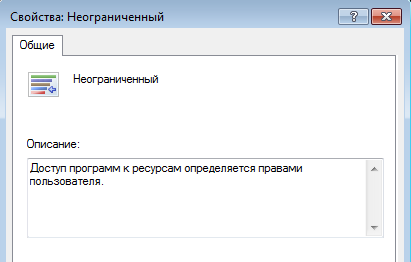 Свойства: Неограниченный
Общие
Неограниченный
Описание:
Доступ программ к ресурсам определяется правами
пользователя.